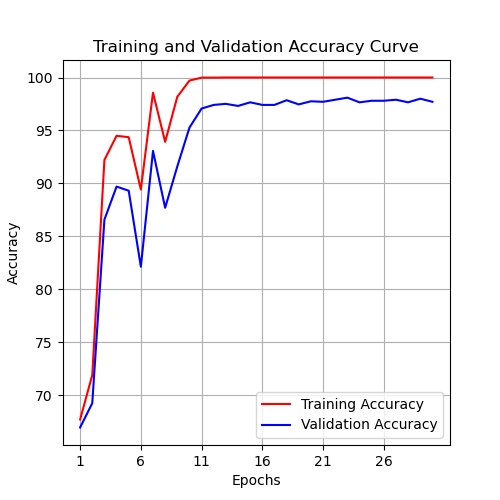 Training and Validation Accuracy Curve
100
95
90
85
80
75
70
Accuracy
1 6 11 16 21 26
Epochs
Training Accuracy
Validation Accuracy